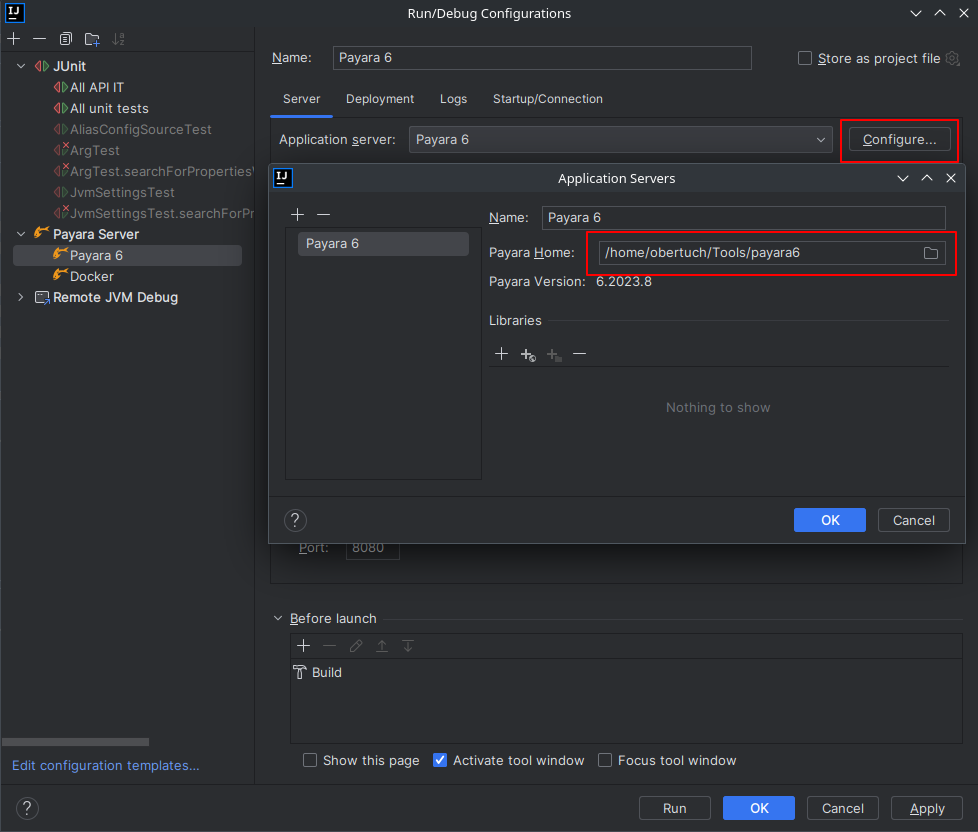 IJ
Run/Debug Configurations
JUnit
All API IT
All unit tests
AliasConfigSourceTest
ArgTest
ArgTest.searchForProperties
JvmSettingsTest
JvmSettingsTest.searchForPr
Payara Server
Payara 6
Docker
Remote JVM Debug
Edit configuration templates...
Name: Payara 6
Store as project file
Server Deployment Logs Startup/Connection
Application server: Payara 6 Configure...
IJ
Application Servers
Payara 6
Name: Payara 6
Payara Home: /home/obertuch/Tools/payara6
Payara Version: 6.2023.8
Libraries
Nothing to show
? OK Cancel
Port: 8080
Before launch
Build
Show this page Activate tool window Focus tool window
? Run OK Cancel Apply